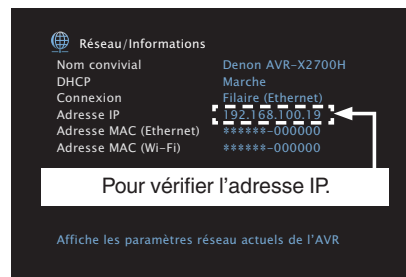 Réseau/Informations
Nom convivial Denon AVR-X2700H
DHCP Marche
Connexion Filaire (Ethernet)
Adresse IP 192.168.100.19
Adresse MAC (Ethernet) ******-000000
Adresse MAC (Wi-Fi) ******-000000
Pour vérifier l'adresse IP.
Affiche les paramètres réseau actuels de l'AVR